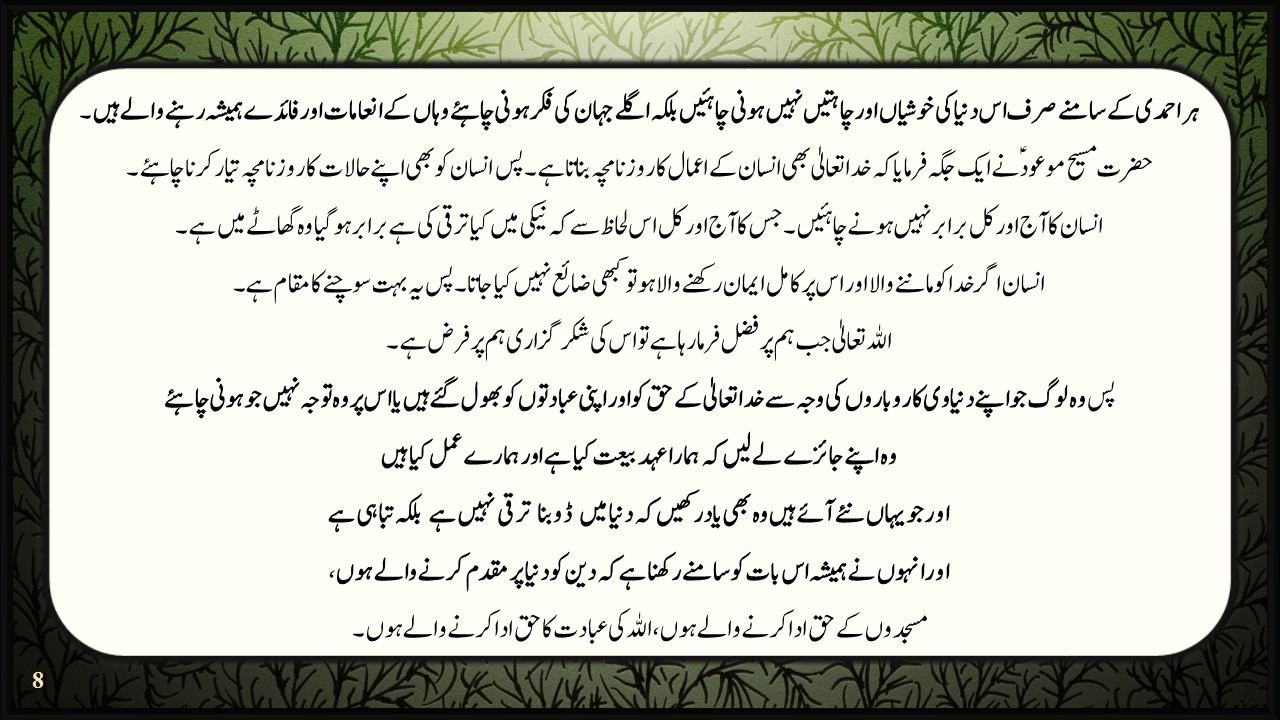 ہر احمدی کے سامنے صرف اس دنیا کی خوشیاں اور چاہتیں نہیں ہونی چاہئیں بلکہ اگلے جہان کی فکر ہونی چاہئے وہاں کے انعامات اور فائدے ہمیشہ رہنے والے ہیں۔
حضرت مسیح موعودؑ نے ایک جگہ فرمایا کہ خدا تعالیٰ بھی انسان کے اعمال کا روزنامچہ بناتا ہے۔ پس انسان کو بھی اپنے حالات کا روزنامچہ تیار کرنا چاہئے۔
انسان کا آج اور کل برابر نہیں ہونے چاہئیں۔ جس کا آج اور کل اس لحاظ سے کہ نیکی میں کیا ترقی کی ہے برابر ہو گیا وہ گھاٹے میں ہے۔
انسان اگر خدا کو ماننے والا اور اس پر کامل ایمان رکھنے والا ہو تو کبھی ضائع نہیں کیا جاتا۔ پس یہ بہت سوچنے کا مقام ہے۔
اللہ تعالیٰ جب ہم پر فضل فرما رہا ہے تو اس کی شکر گزاری ہم پر فرض ہے۔
پس وہ لوگ جو اپنے دنیاوی کاروباروں کی وجہ سے خدا تعالیٰ کے حق کو اور اپنی عبادتوں کو بھول گئے ہیں یا اس پر وہ توجہ نہیں جو ہونی چاہئے
وہ اپنے جائزے لے لیں کہ ہمارا عہد بیعت کیا ہے اور ہمارے عمل کیا ہیں
اور جو یہاں نئے آئے ہیں وہ بھی یاد رکھیں کہ دنیا میں ڈوبنا ترقی نہیں ہے بلکہ تباہی ہے
اور انہوں نے ہمیشہ اس بات کو سامنے رکھنا ہے کہ دین کو دنیا پر مقدم کرنے والے ہوں،
مسجدوں کے حق ادا کرنے والے ہوں، اللہ کی عبادت کا حق ادا کرنے والے ہوں۔
8